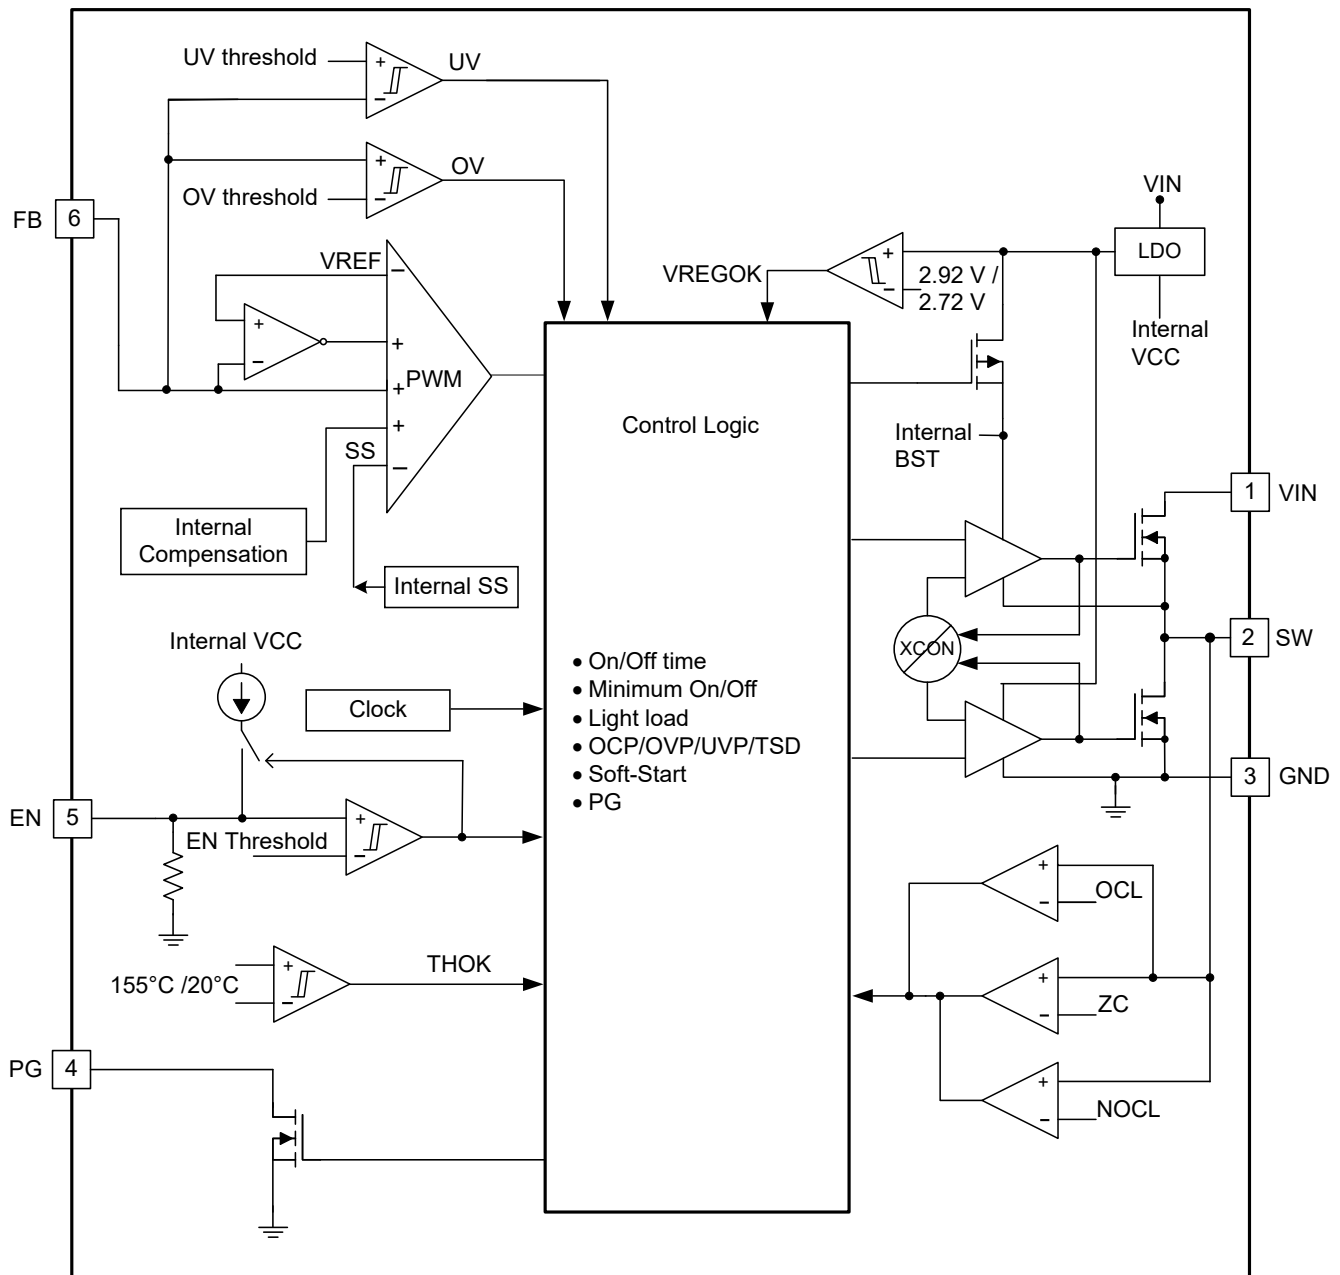 UV threshold
+
−
UV
+
−
OV
OV threshold
FB
6
VREF
−
+
−
+
+
PWM
+
SS
−
Internal
Compensation
Internal SS
VIN
LDO
Internal
VCC
VREGOK
+
−
2.92 V /
2.72 V
Control Logic
Internal
BST
1
VIN
XCON
2
SW
3
GND
• On/Off time
• Minimum On/Off
• Light load
• OCP/OVP/UVP/TSD
• Soft-Start
• PG
Internal VCC
Clock
EN
5
EN Threshold
+
−
155°C /20°C
+
−
THOK
PG
4
+
−
OCL
+
−
ZC
+
−
NOCL